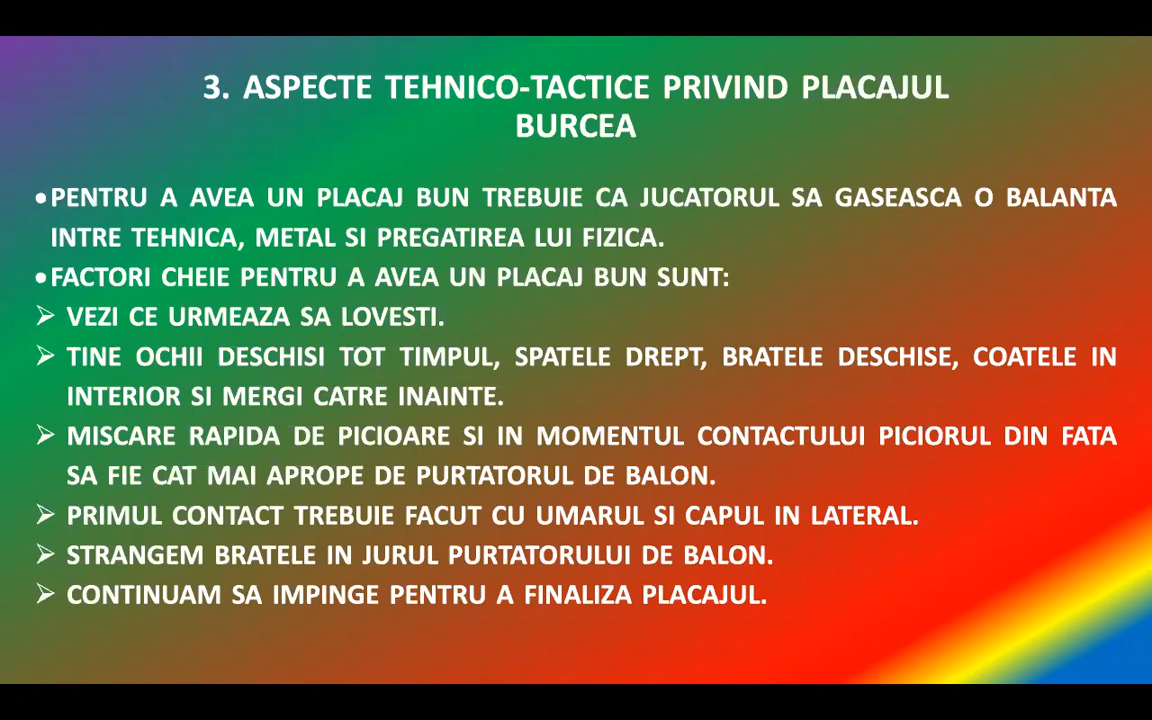 3. ASPECTE TEHNICO-TACTICE PRIVIND PLACAJUL
BURCEA
•PENTRU A AVEA UN PLACAJ BUN TREBUIE CA JUCATORUL SA GASEASCA O BALANTA
INTRE TEHNICA, METAL SI PREGATIREA LUI FIZICA.
•FACTORI CHEIE PENTRU A AVEA UN PLACAJ BUN SUNT:
➢ VEZI CE URMEAZA SA LOVESTI.
➢ TINE OCHII DESCHISI TOT TIMPUL, SPATELE DREPT, BRATELE DESCHISE, COATELE IN
INTERIOR SI MERGI CATRE INAINTE.
➢ MISCARE RAPIDA DE PICIOARE SI IN MOMENTUL CONTACTULUI PICIORUL DIN FATA
SA FIE CAT MAI APROPE DE PURTATORUL DE BALON.
➢ PRIMUL CONTACT TREBUIE FACUT CU UMARUL SI CAPUL IN LATERAL.
➢ STRANGEM BRATELE IN JURUL PURTATORULUI DE BALON.
➢ CONTINUAM SA IMPINGE PENTRU A FINALIZA PLACAJUL.